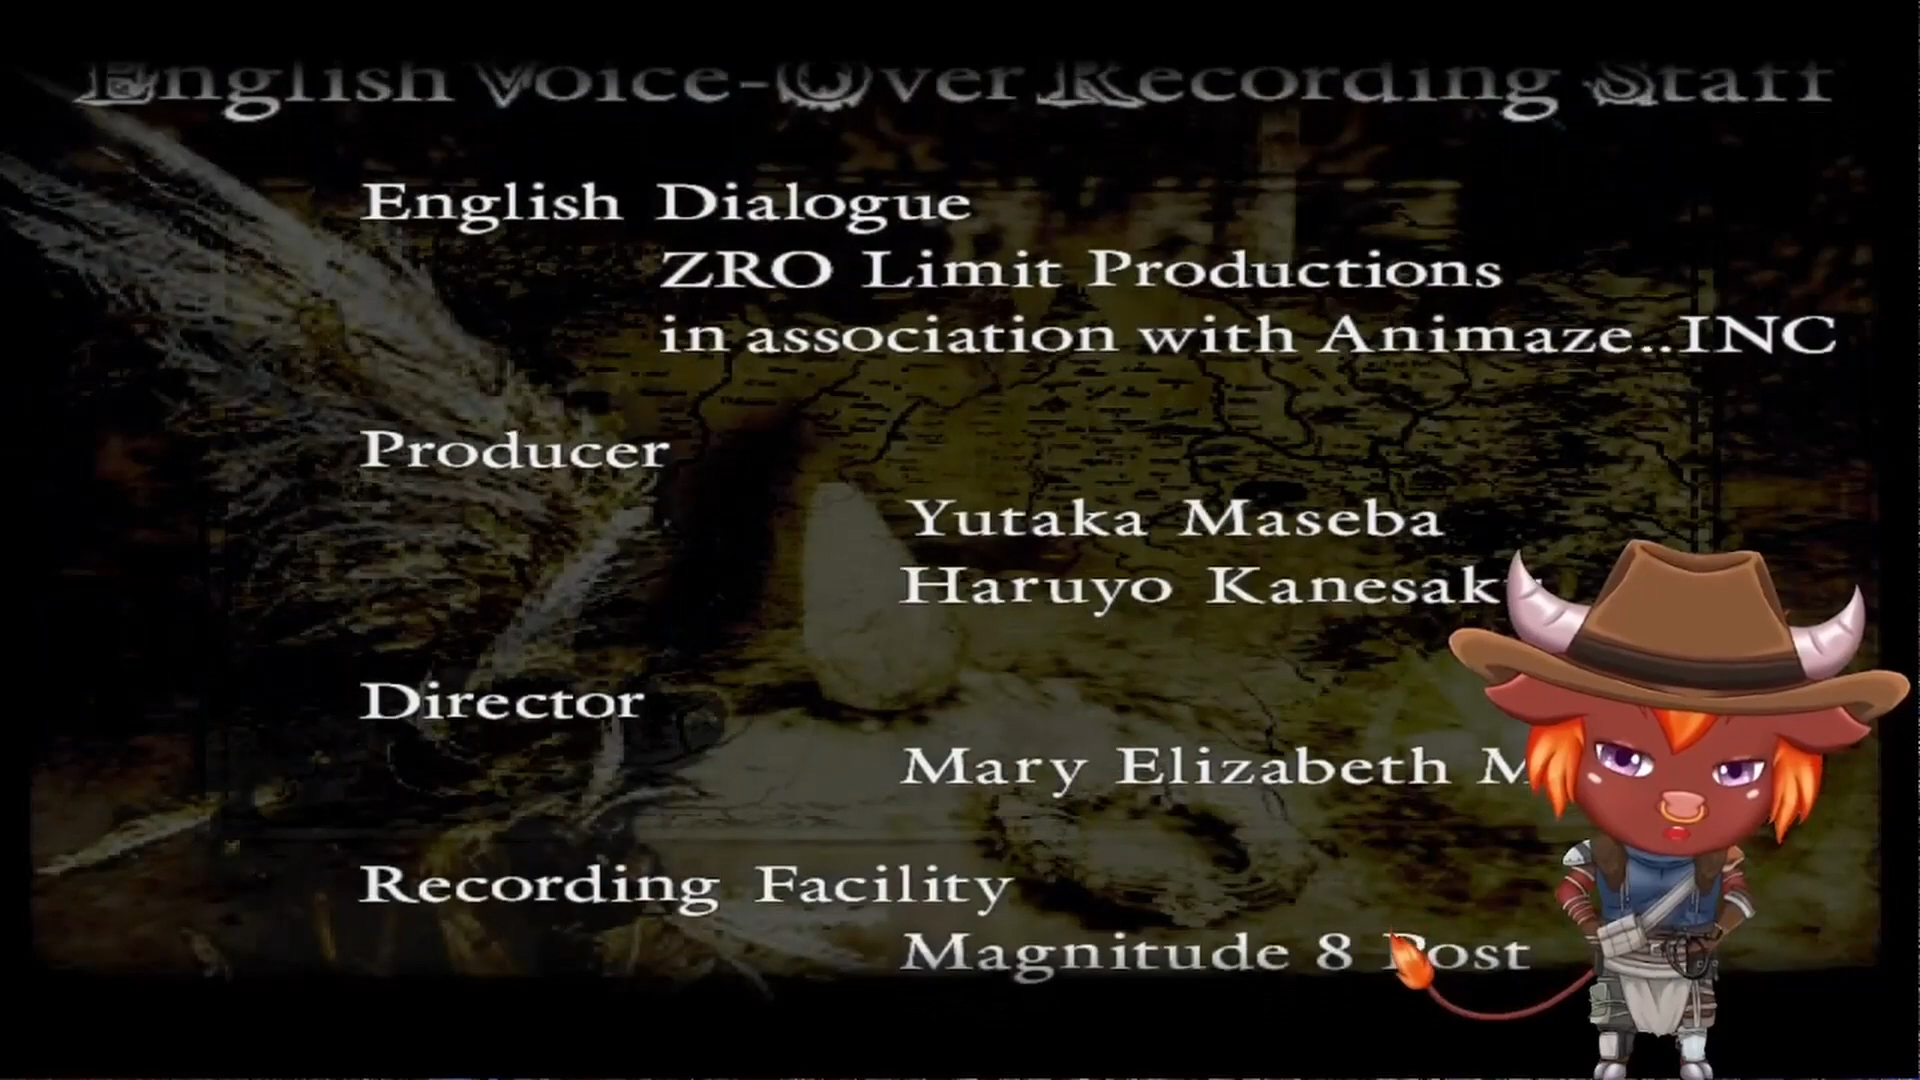 English Voice-Over Recording Staff
English Dialogue
ZRO Limit Productions
in association with Animaze..INC
Producer
Yutaka Maseba
Haruyo
Director
Mary Elizabeth
Recording Facility
Magnitude 8 Post